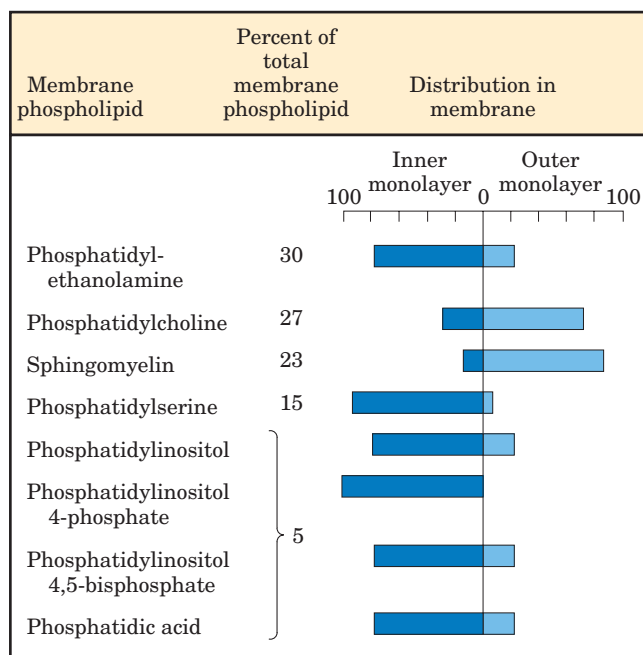 Membrane
phospholipid
Percent of
total
membrane
phospholipid
Distribution in
membrane
Inner
monolayer
Outer
monolayer
100 0 100
Phosphatidyl-
ethanolamine
30
Phosphatidylcholine 27
Sphingomyelin 23
Phosphatidylserine 15
Phosphatidylinositol
Phosphatidylinositol
4-phosphate
5
Phosphatidylinositol
4,5-bisphosphate
Phosphatidic acid